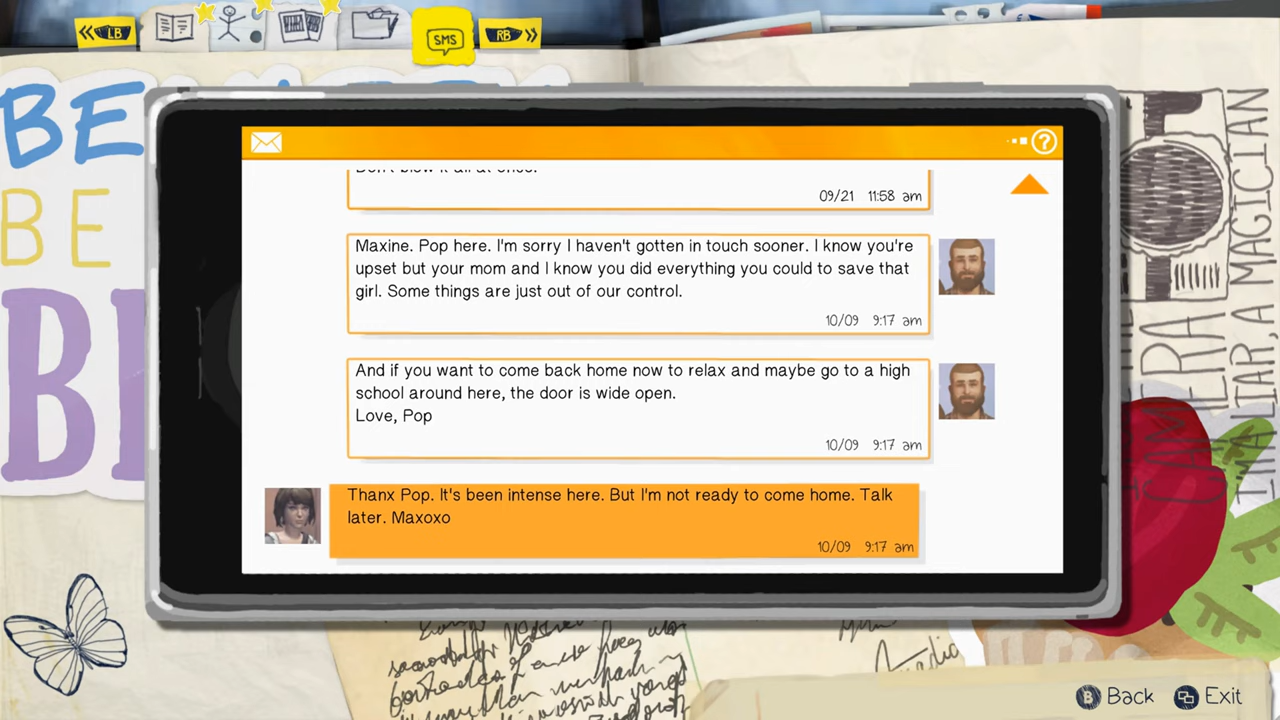 LB
SMS
RB
BE
BE
BE
09/21 11:58 am
Maxine. Pop here. I'm sorry I haven't gotten in touch sooner. I know you're
upset but your mom and I know you did everything you could to save that
girl. Some things are just out of our control.
10/09 9:17 am
And if you want to come back home now to relax and maybe go to a high
school around here, the door is wide open.
Love, Pop
10/09 9:17 am
Thanx Pop. It's been intense here. But I'm not ready to come home. Talk
later. Maxoxo
10/09 9:17 am
A MAGICIAN
B Back
Exit